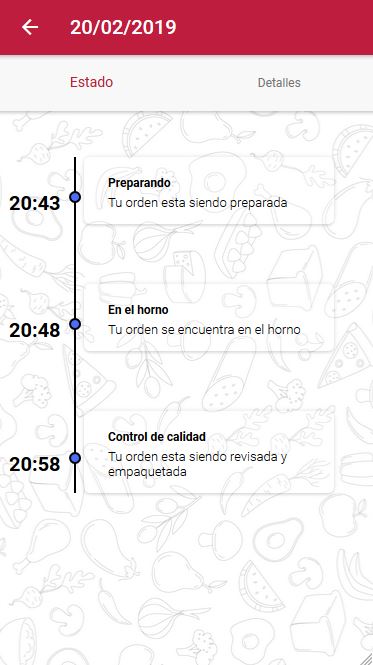 20/02/2019
Estado
Detalles
Preparando
20:43
Tu orden esta siendo preparada
En el horno
20:48
Tu orden se encuentra en el horno
Control de calidad
20:58
Tu orden esta siendo revisada y
empaquetada